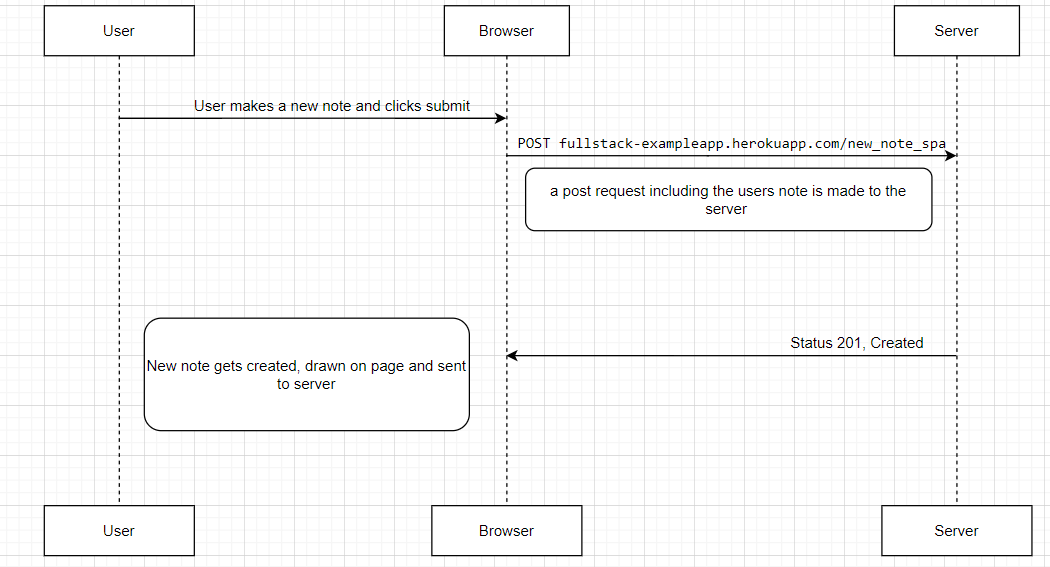 User
Browser
Server
User makes a new note and clicks submit
POST fullstack-exampleapp.herokuapp.com/new_note_spa
a post request including the users note is made to the
server
Status 201, Created
New note gets created, drawn on page and sent
to server
User
Browser
Server